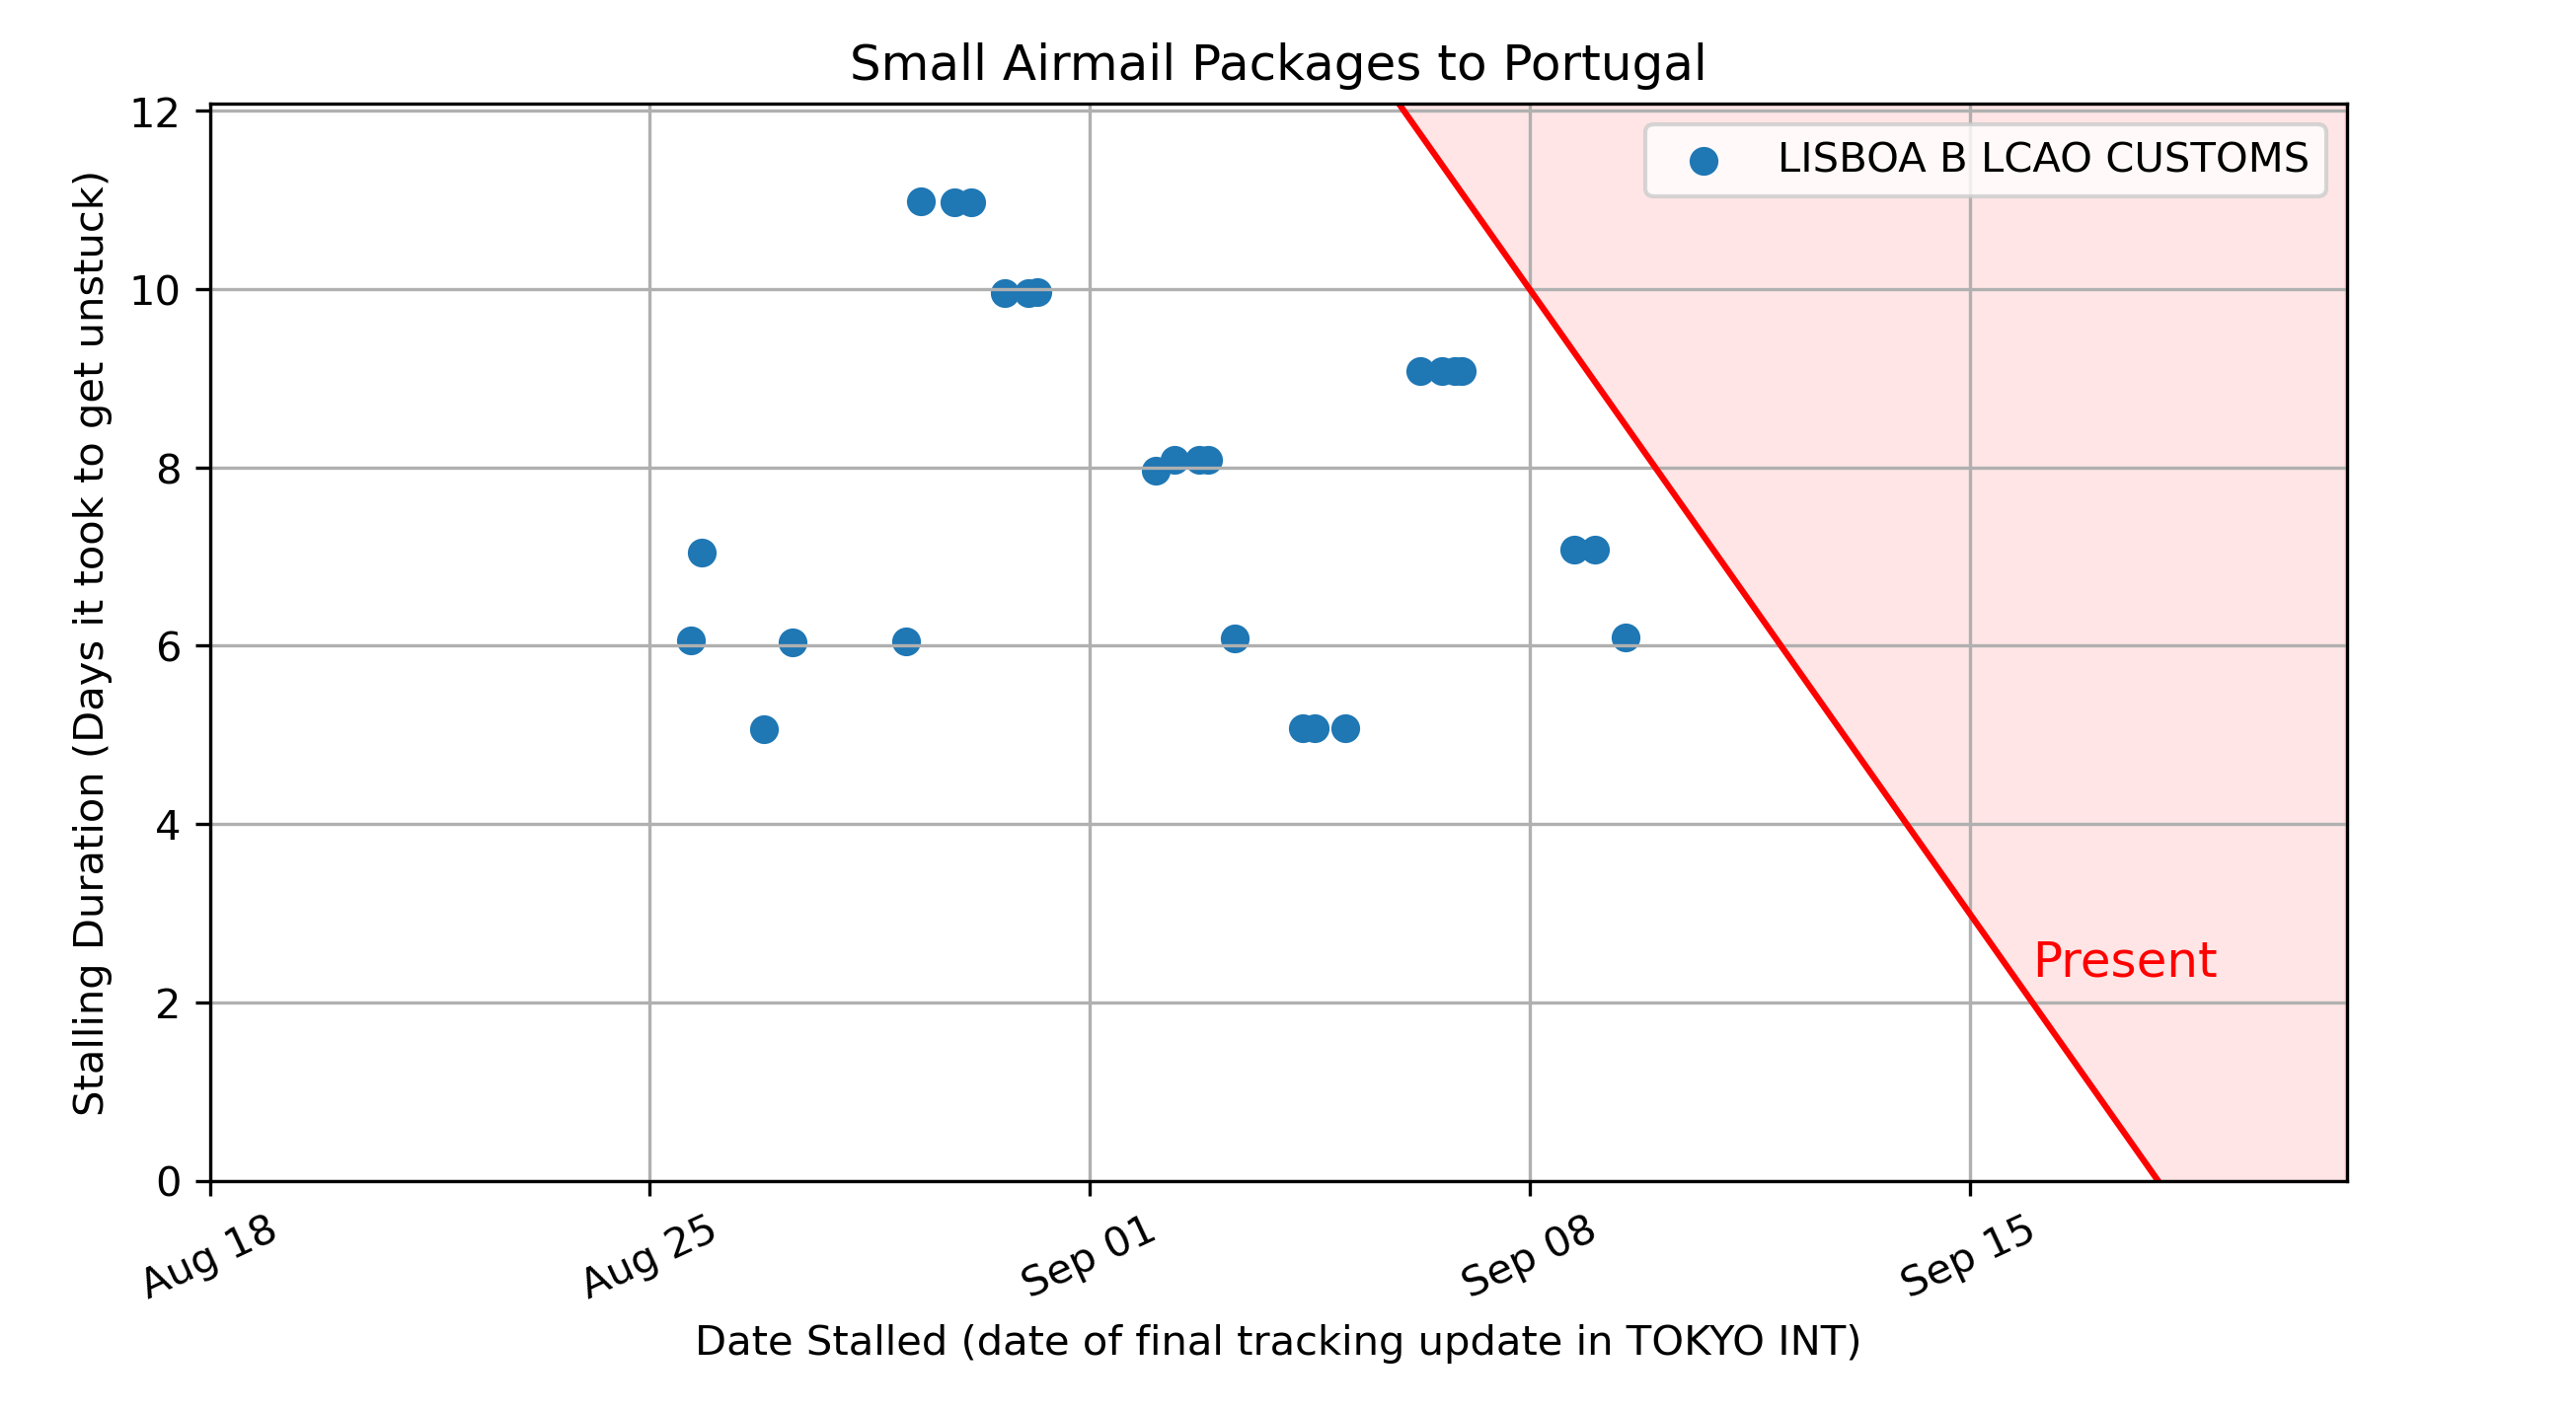 Small Airmail Packages to Portugal
Stalling Duration (Days it took to get unstuck)
12
10
8
6
4
2
0
LISBOA B LCAO CUSTOMS
Present
Aug 18
Aug 25
Sep 01
Sep 08
Sep 15
Date Stalled (date of final tracking update in TOKYO INT)